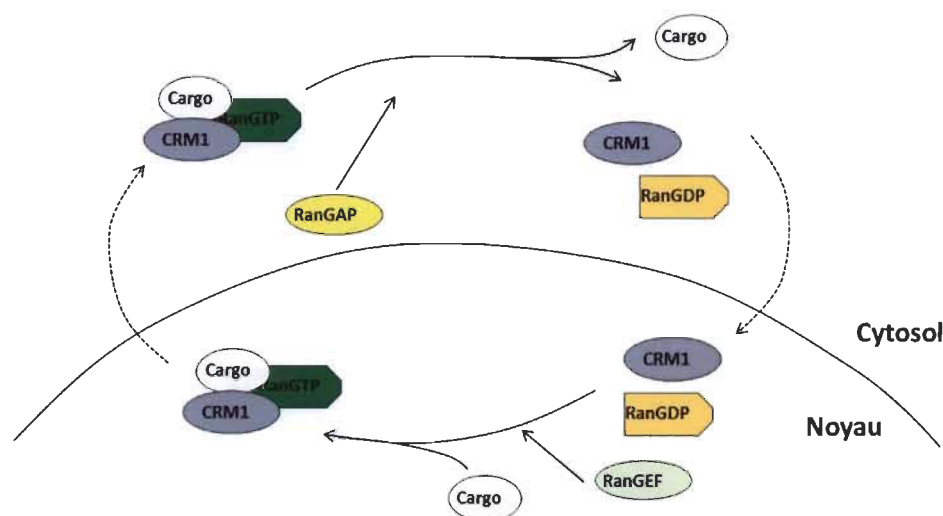 Cargo
Cargo
RanGTP
CRM1
CRM1
RanGDP
RanGAP
Cytosol
CRM1
Cargo
RanGTP
CRM1
RanGDP
Noyau
RanGEF
Cargo